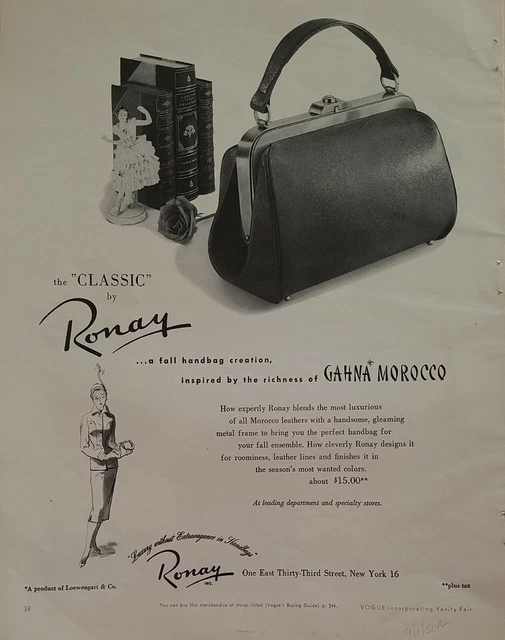 the "CLASSIC"
by
Ronay
...a fall handbag creation,
inspired by the richness of GAHNA* MOROCCO
How expertly Ronay blends the most luxurious
of all Morocco leathers with a handsome, gleaming
metal frame to bring you the perfect handbag for
your fall ensemble. How cleverly Ronay designs it
for roominess, leather lines and finishes it in
the season's most wanted colors.
about $15.00**
At leading department and specialty stores.
"Luxury without Extravagance in Handbags"
Ronay INC. One East Thirty-Third Street, New York 16
*A product of Loewengart & Co.
**plus tax
38
You can buy this merchandise at stores listed (Vogue's Buying Guide) p. 244.
VOGUE incorporating Vanity Fair